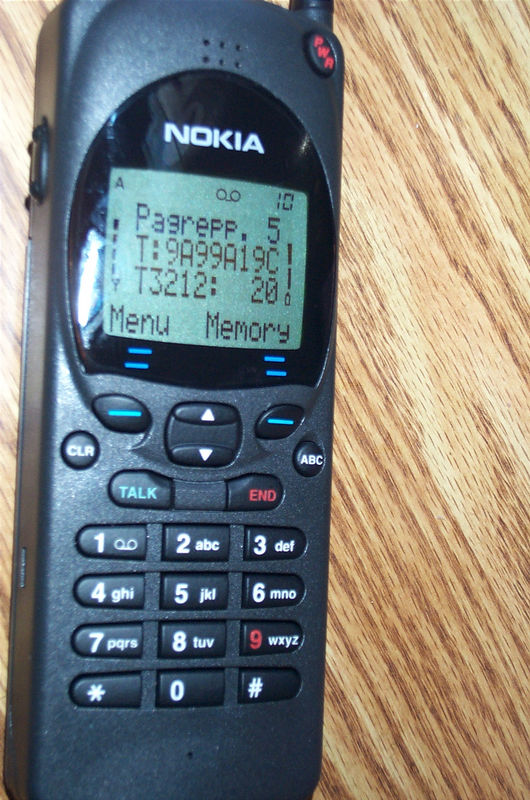 PWR
NOKIA
A 10
Pagrepp. 5
T:9A99A19C
T3212: 20
Menu Memory
CLR
ABC
TALK END
1 2 abc 3 def
4 ghi 5 jkl 6 mno
7 pqrs 8 tuv 9 wxyz
* 0 #